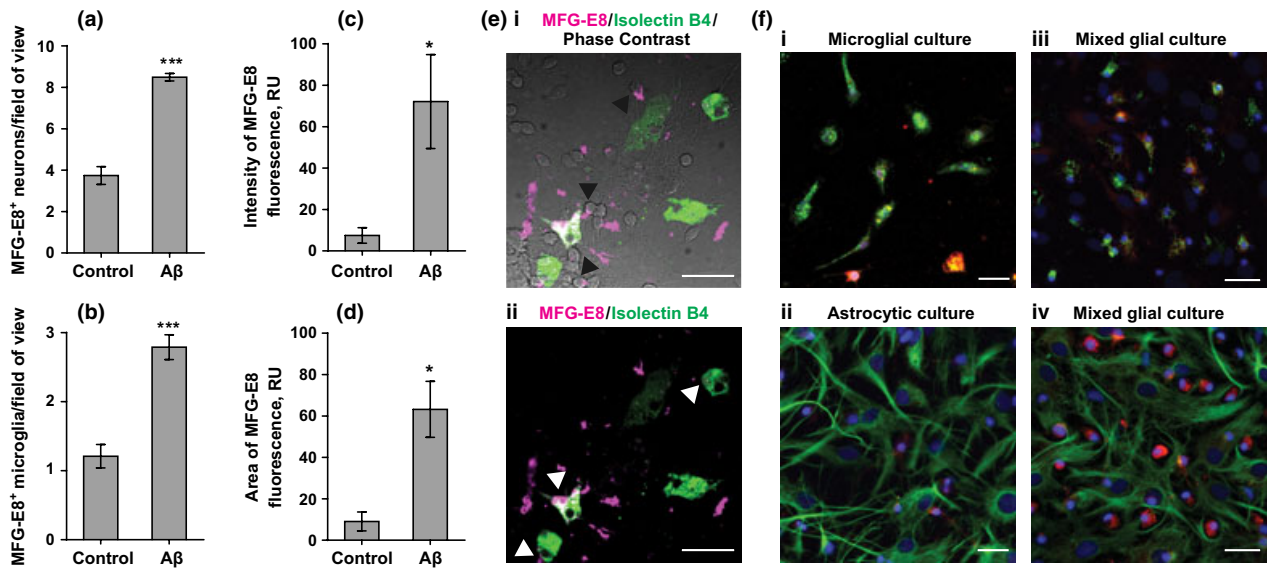 (a)
MFG-E8+ neurons/field of view
10
8
6
4
2
0
***
Control
Aβ
(b)
MFG-E8+ microglia/field of view
3
2
1
0
***
Control
Aβ
(c)
Intensity of MFG-E8
fluorescence, RU
100
80
60
40
20
0
*
Control
Aβ
(d)
Area of MFG-E8
fluorescence, RU
100
80
60
40
20
0
*
Control
Aβ
(e)
i
MFG-E8/Isolectin B4/
Phase Contrast
ii
MFG-E8/Isolectin B4
(f)
i
Microglial culture
ii
Astrocytic culture
iii
Mixed glial culture
iv
Mixed glial culture